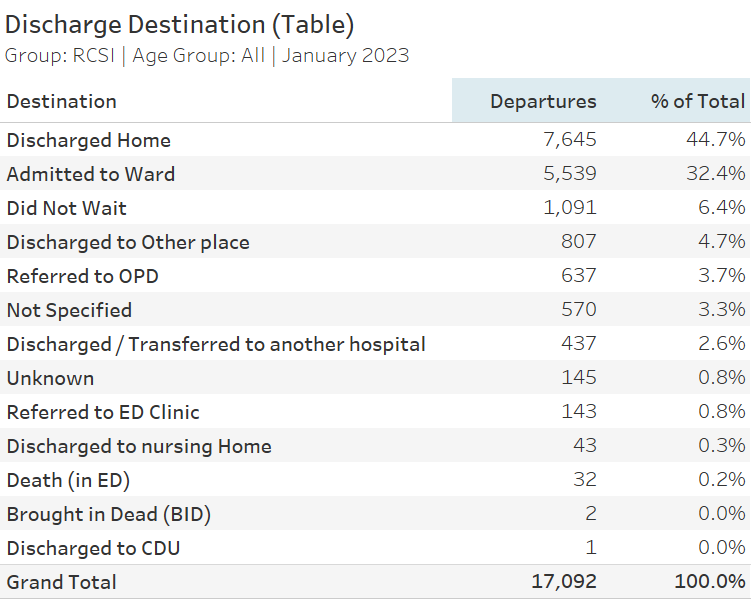 Discharge Destination (Table)
Group: RCSI | Age Group: All | January 2023
Destination Departures % of Total
Discharged Home 7,645 44.7%
Admitted to Ward 5,539 32.4%
Did Not Wait 1,091 6.4%
Discharged to Other place 807 4.7%
Referred to OPD 637 3.7%
Not Specified 570 3.3%
Discharged / Transferred to another hospital 437 2.6%
Unknown 145 0.8%
Referred to ED Clinic 143 0.8%
Discharged to nursing Home 43 0.3%
Death (in ED) 32 0.2%
Brought in Dead (BID) 2 0.0%
Discharged to CDU 1 0.0%
Grand Total 17,092 100.0%